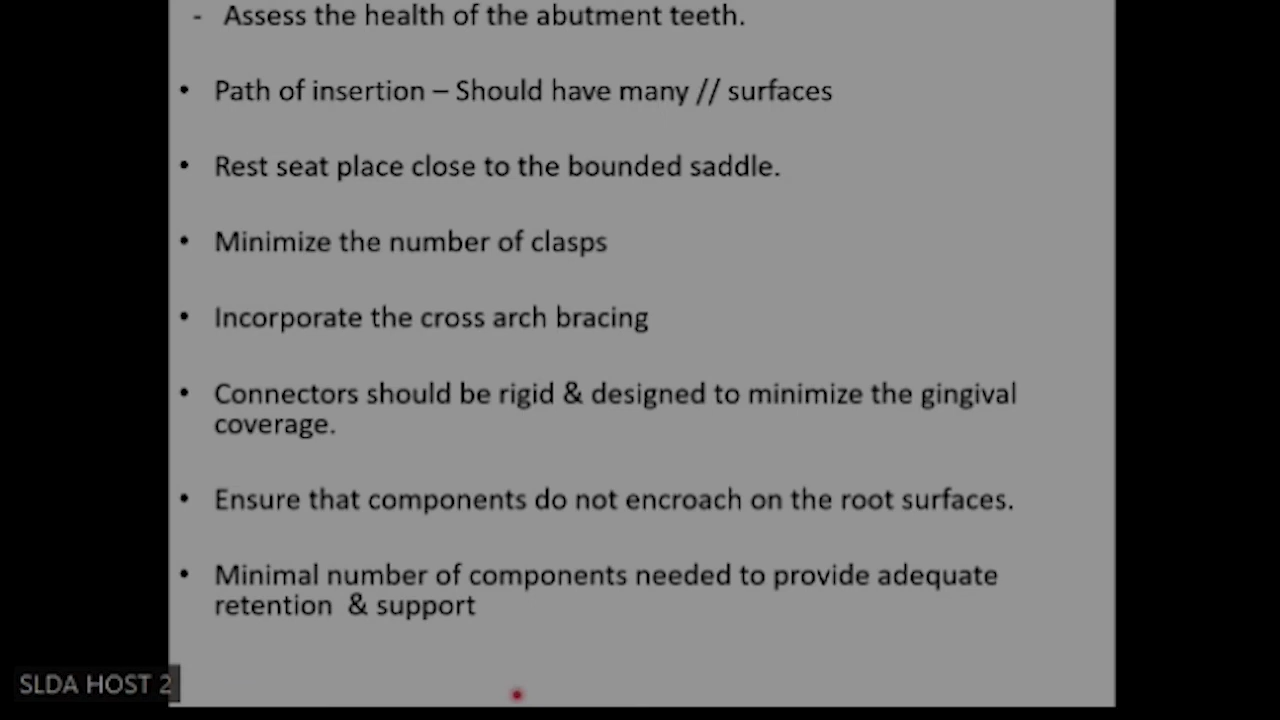 - Assess the health of the abutment teeth.
• Path of insertion – Should have many // surfaces
• Rest seat place close to the bounded saddle.
• Minimize the number of clasps
• Incorporate the cross arch bracing
• Connectors should be rigid & designed to minimize the gingival
coverage.
• Ensure that components do not encroach on the root surfaces.
• Minimal number of components needed to provide adequate
retention & support
SLDA HOST 2